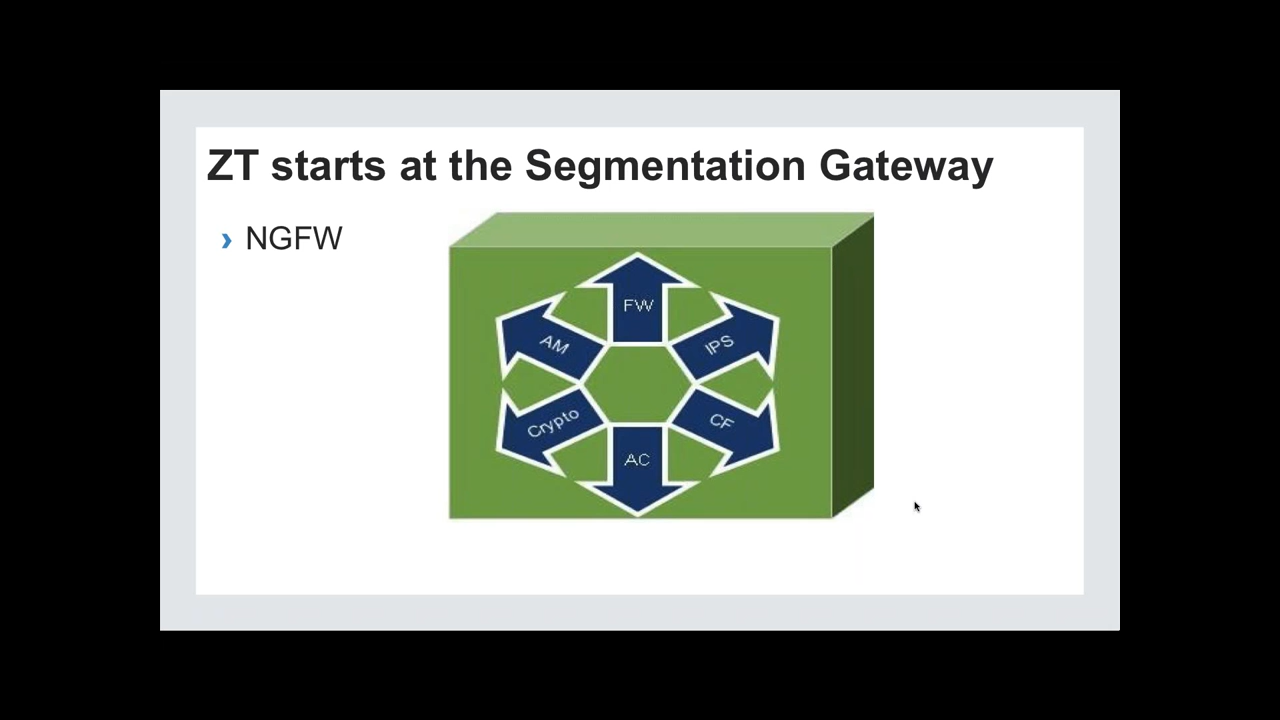 ZT starts at the Segmentation Gateway
› NGFW
FW
AM
IPS
Crypto
CF
AC